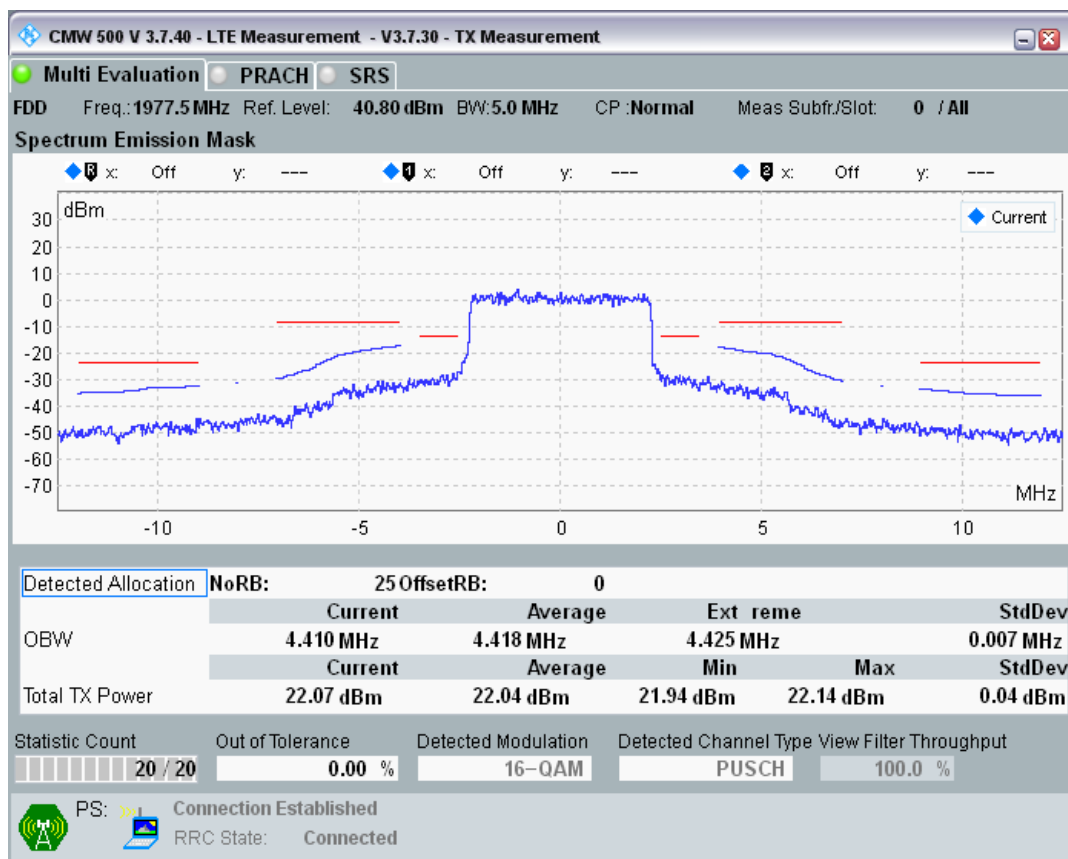 CMW 500 V 3.7.40 - LTE Measurement - V3.7.30 - TX Measurement
Multi Evaluation PRACH SRS
FDD Freq.: 1977.5 MHz Ref. Level: 40.80 dBm BW: 5.0 MHz CP : Normal Meas Subfr./Slot: 0 / All
Spectrum Emission Mask
R x: Off y: --- 1 x: Off y: --- 2 x: Off y: ---
dBm
Current
30
20
10
0
-10
-20
-30
-40
-50
-60
-70
MHz
-10 -5 0 5 10
Detected Allocation NoRB: 25 OffsetRB: 0
Current Average Ext reme StdDev
OBW 4.410 MHz 4.418 MHz 4.425 MHz 0.007 MHz
Current Average Min Max StdDev
Total TX Power 22.07 dBm 22.04 dBm 21.94 dBm 22.14 dBm 0.04 dBm
Statistic Count Out of Tolerance Detected Modulation Detected Channel Type View Filter Throughput
20 / 20 0.00 % 16-QAM PUSCH 100.0 %
PS: Connection Established
RRC State: Connected